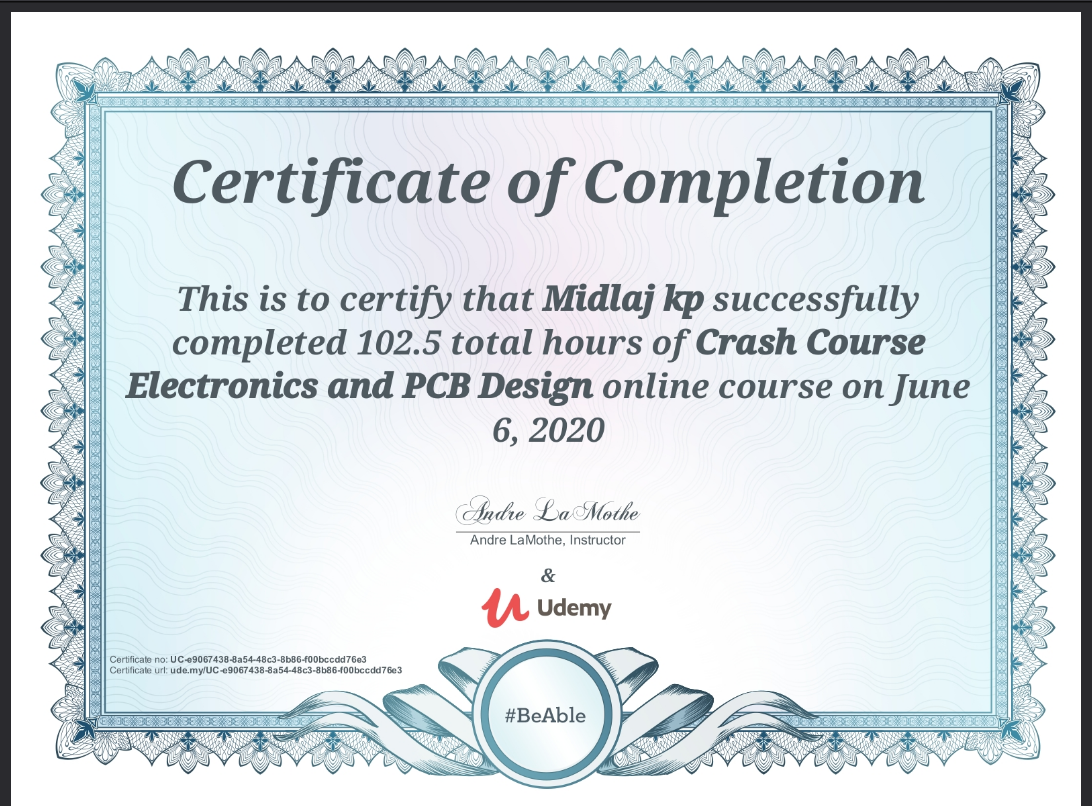 Certificate of Completion
This is to certify that Midlaj kp successfully
completed 102.5 total hours of Crash Course
Electronics and PCB Design online course on June
6, 2020
Andre LaMothe
Andre LaMothe, Instructor
&
Udemy
Certificate no: UC-e9067438-8a54-48c3-8b86-f00bccdd76e3
Certificate url: ude.my/UC-e9067438-8a54-48c3-8b86-f00bccdd76e3
#BeAble